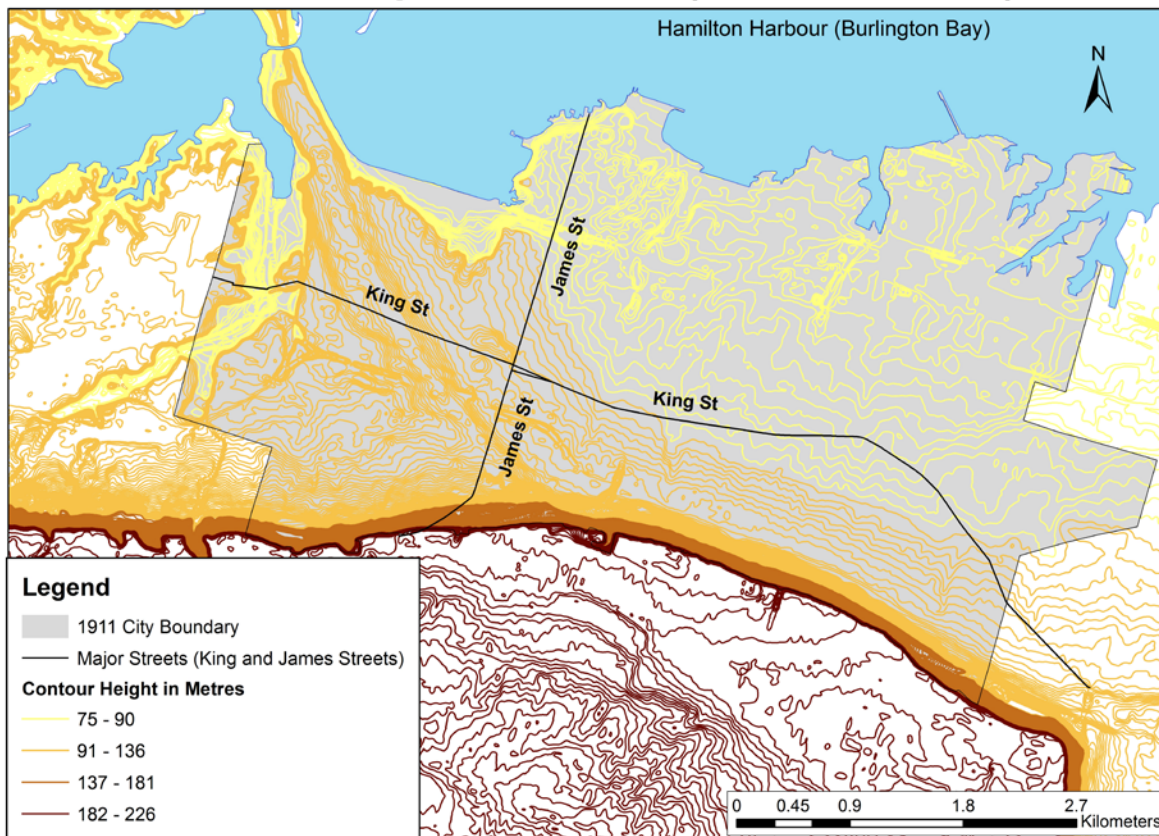 Hamilton Harbour (Burlington Bay)
N
James St
King St
King St
James St
Legend
1911 City Boundary
Major Streets (King and James Streets)
Contour Height in Metres
75 - 90
91 - 136
137 - 181
182 - 226
0 0.45 0.9 1.8 2.7
Kilometers